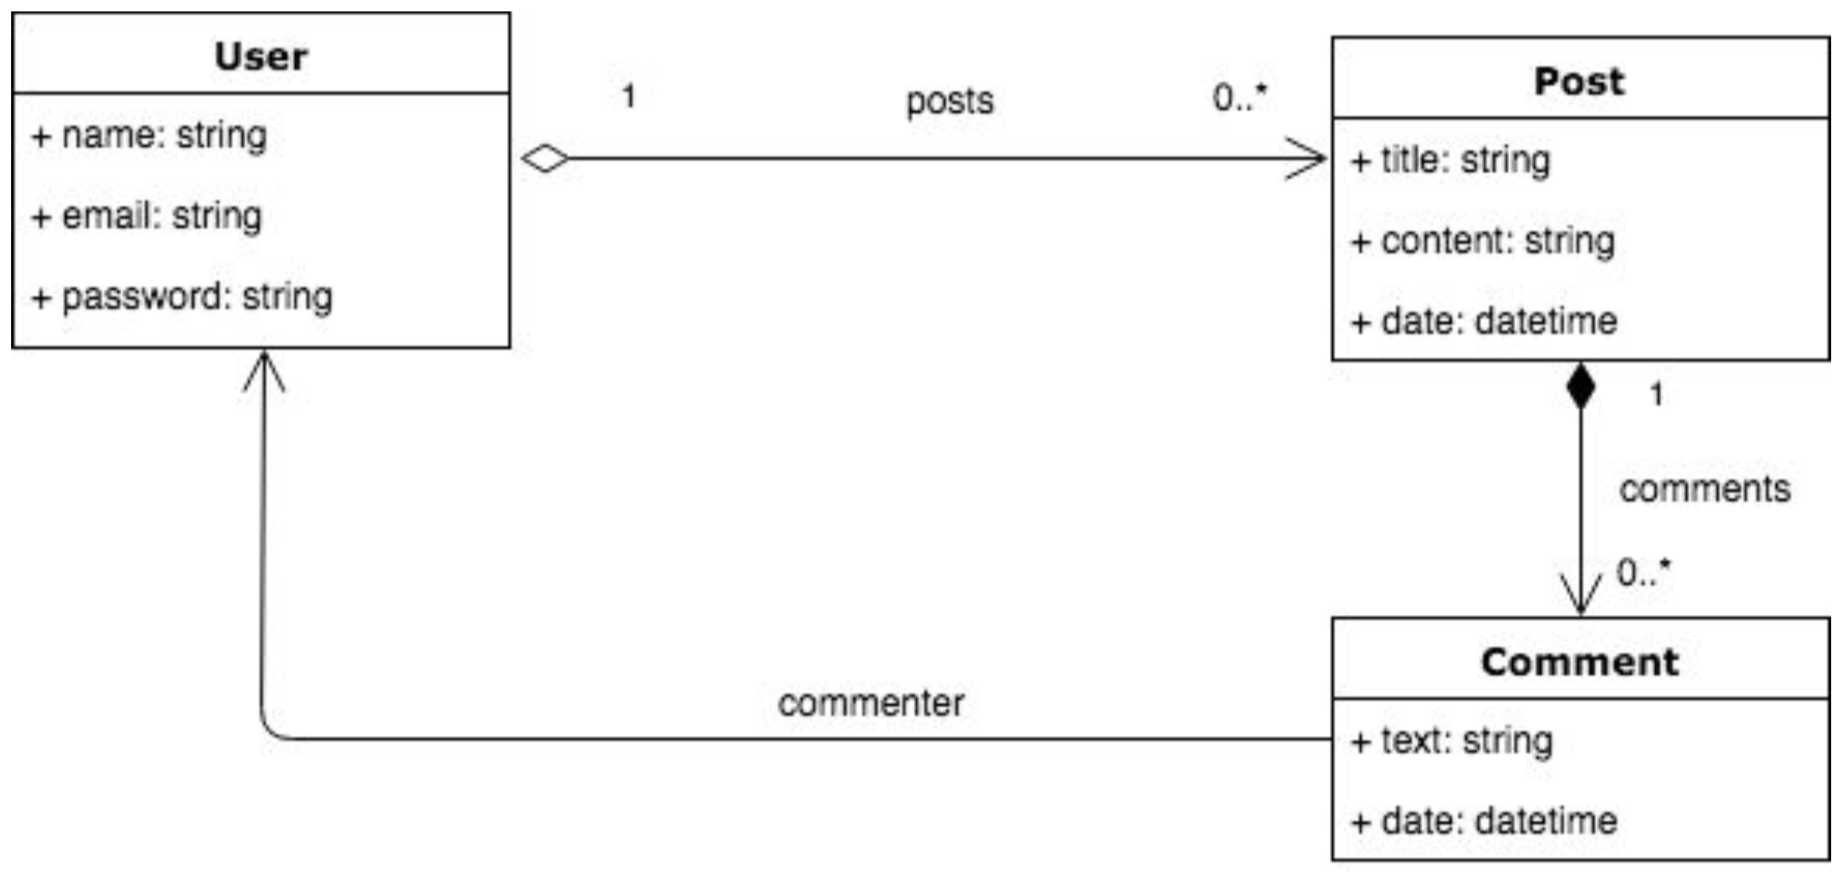 User
+ name: string
+ email: string
+ password: string
1
posts
0..*
Post
+ title: string
+ content: string
+ date: datetime
1
comments
0..*
commenter
Comment
+ text: string
+ date: datetime